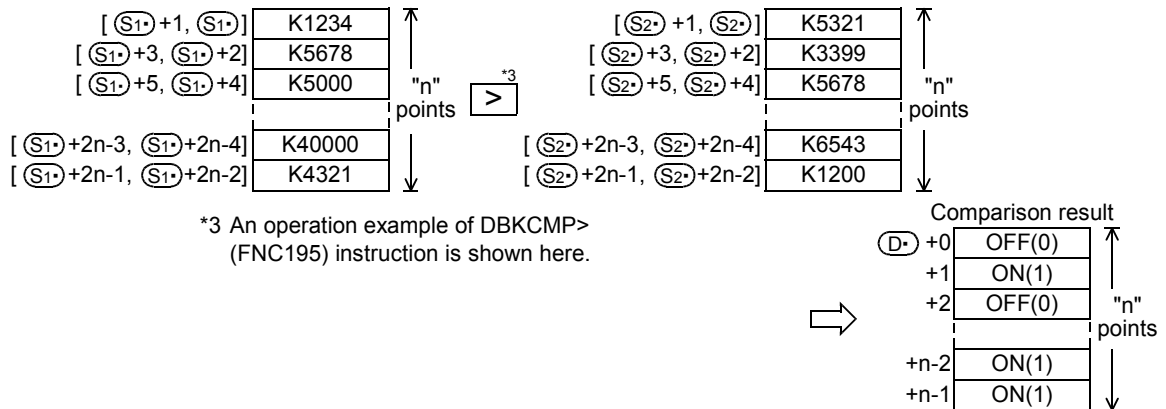 [ S1• +1, S1• ] K1234
[ S1• +3, S1• +2] K5678
[ S1• +5, S1• +4] K5000
"n"
points
[ S1• +2n-3, S1• +2n-4] K40000
[ S1• +2n-1, S1• +2n-2] K4321
*3
>
[ S2• +1, S2• ] K5321
[ S2• +3, S2• +2] K3399
[ S2• +5, S2• +4] K5678
"n"
points
[ S2• +2n-3, S2• +2n-4] K6543
[ S2• +2n-1, S2• +2n-2] K1200
*3 An operation example of DBKCMP>
(FNC195) instruction is shown here.
Comparison result
D• +0 OFF(0)
+1 ON(1)
+2 OFF(0)
"n"
points
+n-2 ON(1)
+n-1 ON(1)